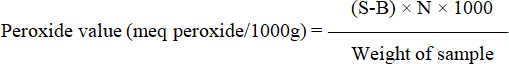 (S-B) × N × 1000
Peroxide value (meq peroxide/1000g) =
Weight of sample